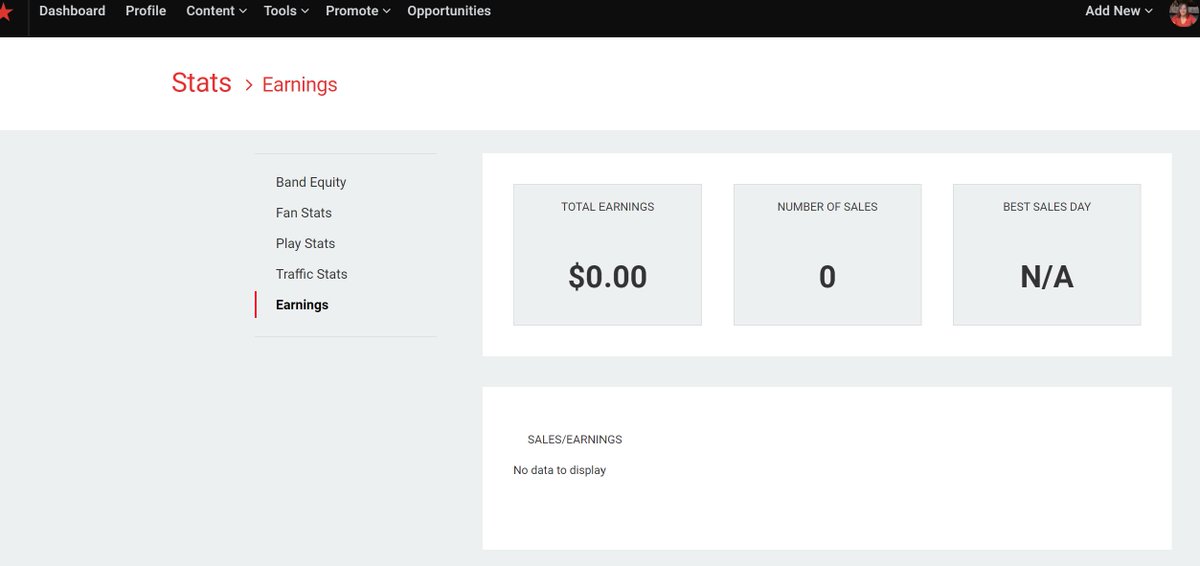 Dashboard Profile Content Tools Promote Opportunities Add New
Stats > Earnings
Band Equity
Fan Stats
Play Stats
Traffic Stats
Earnings
TOTAL EARNINGS
$0.00
NUMBER OF SALES
0
BEST SALES DAY
N/A
SALES/EARNINGS
No data to display